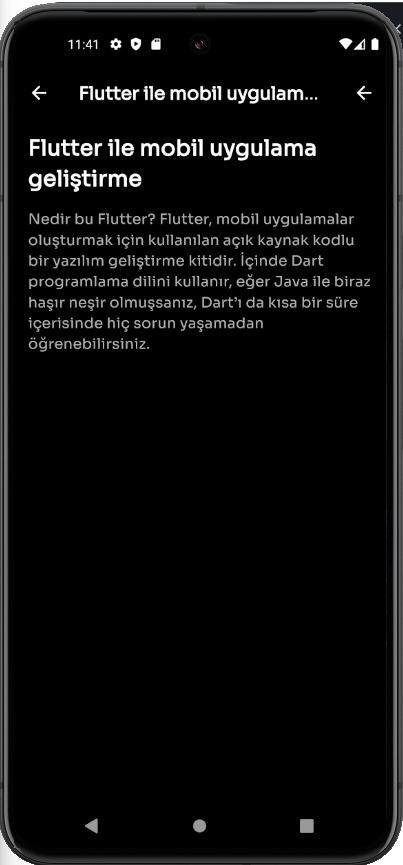 11:41
Flutter ile mobil uygulam...
Flutter ile mobil uygulama
geliştirme
Nedir bu Flutter? Flutter, mobil uygulamalar
oluşturmak için kullanılan açık kaynak kodlu
bir yazılım geliştirme kitidir. İçinde Dart
programlama dilini kullanır, eğer Java ile biraz
haşır neşir olmuşsanız, Dart’ı da kısa bir süre
içerisinde hiç sorun yaşamadan
öğrenebilirsiniz.